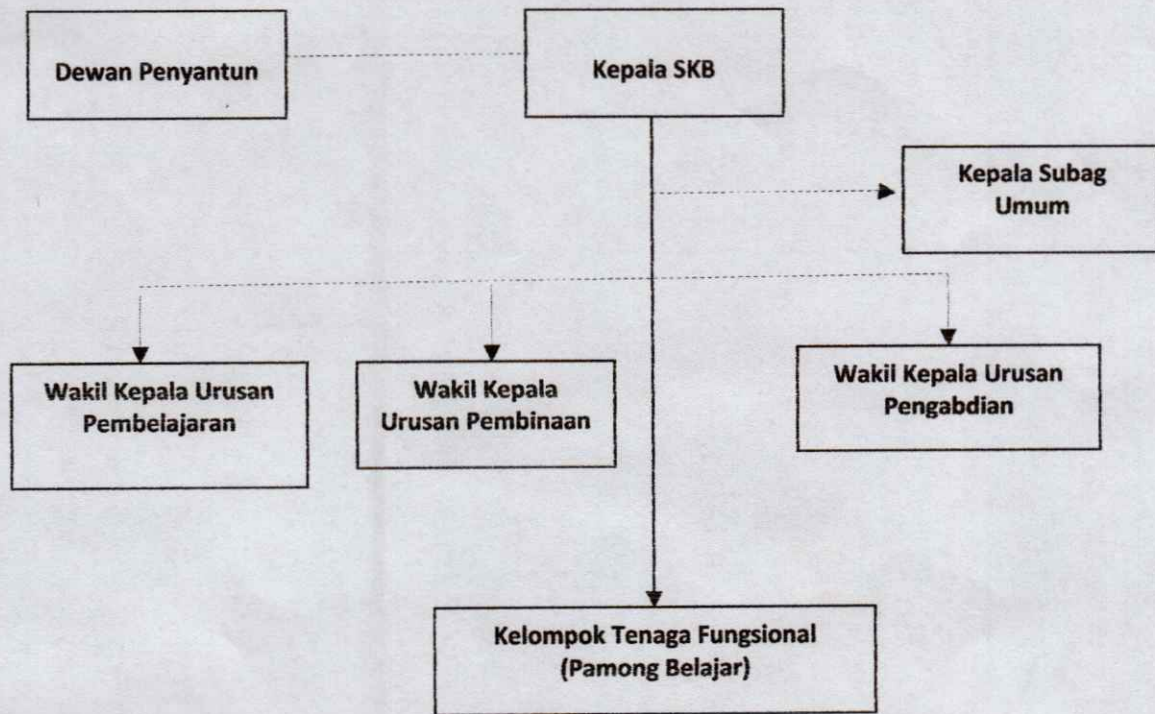 Dewan Penyantun
Kepala SKB
Kepala Subag
Umum
Wakil Kepala Urusan
Pembelajaran
Wakil Kepala
Urusan Pembinaan
Wakil Kepala Urusan
Pengabdian
Kelompok Tenaga Fungsional
(Pamong Belajar)